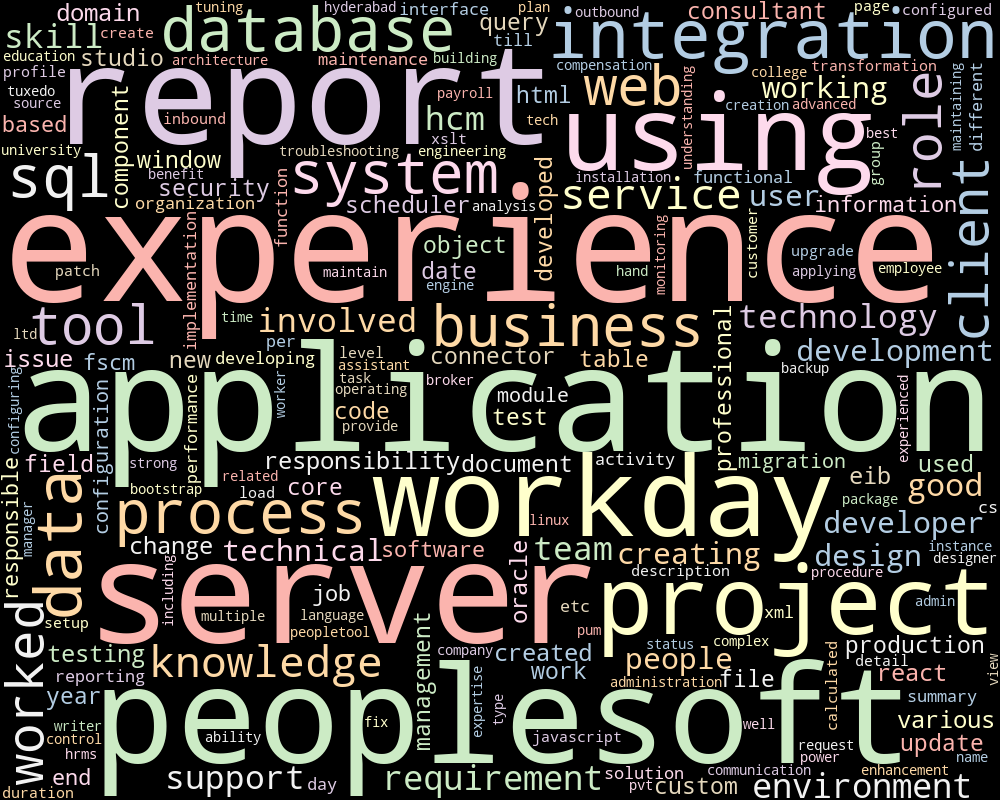 domain
tuning
hyderabad
interface
plan
outbound
consultant
page
configured
skill
create
database
query
till
integration
education
studio
architecture
maintenance
building
compensation
college
transformation
profile
report
payroll
html
web
understanding
working
role
maintaining
different
tuxedo
source
component
inbound
hcm
tech
creation
advanced
based
xslt
using
best
group
university
window
troubleshooting
engineering
sql
benefit
security
system
developed
installation
functional
client
organization
function
scheduler
analysis
service
user
information
experience
implementation
object
monitoring
customer
upgrade
patch
maintain
date
engine
hand
applying
employee
ltd
tool
time
involved
business
professional
technology
issue
fscm
new
developing
per
level
connector
table
development
configuring
application
assistant
task
operating
broker
backup
configuration
performance
worker
code
provide
module
test
experienced
responsible
field
strong
responsibility
document
activity
migration
used
data
related
eib
good
bootstrap
load
core
workday
package
cs
manager
process
linux
developer
change
technical
software
team
creating
design
instance
designer
including
server
oracle
description
procedure
project
worked
job
etc
xml
admin
setup
multiple
language
peopletool
pum
management
status
complex
production
testing
knowledge
company
created
people
calculated
detail
view
reporting
work
administration
file
react
year
peoplesoft
expertise
type
summary
writer
fix
well
various
control
ability
javascript
request
update
hrms
power
name
end
support
day
requirement
solution
communication
enhancement
duration
pvt
custom
environment